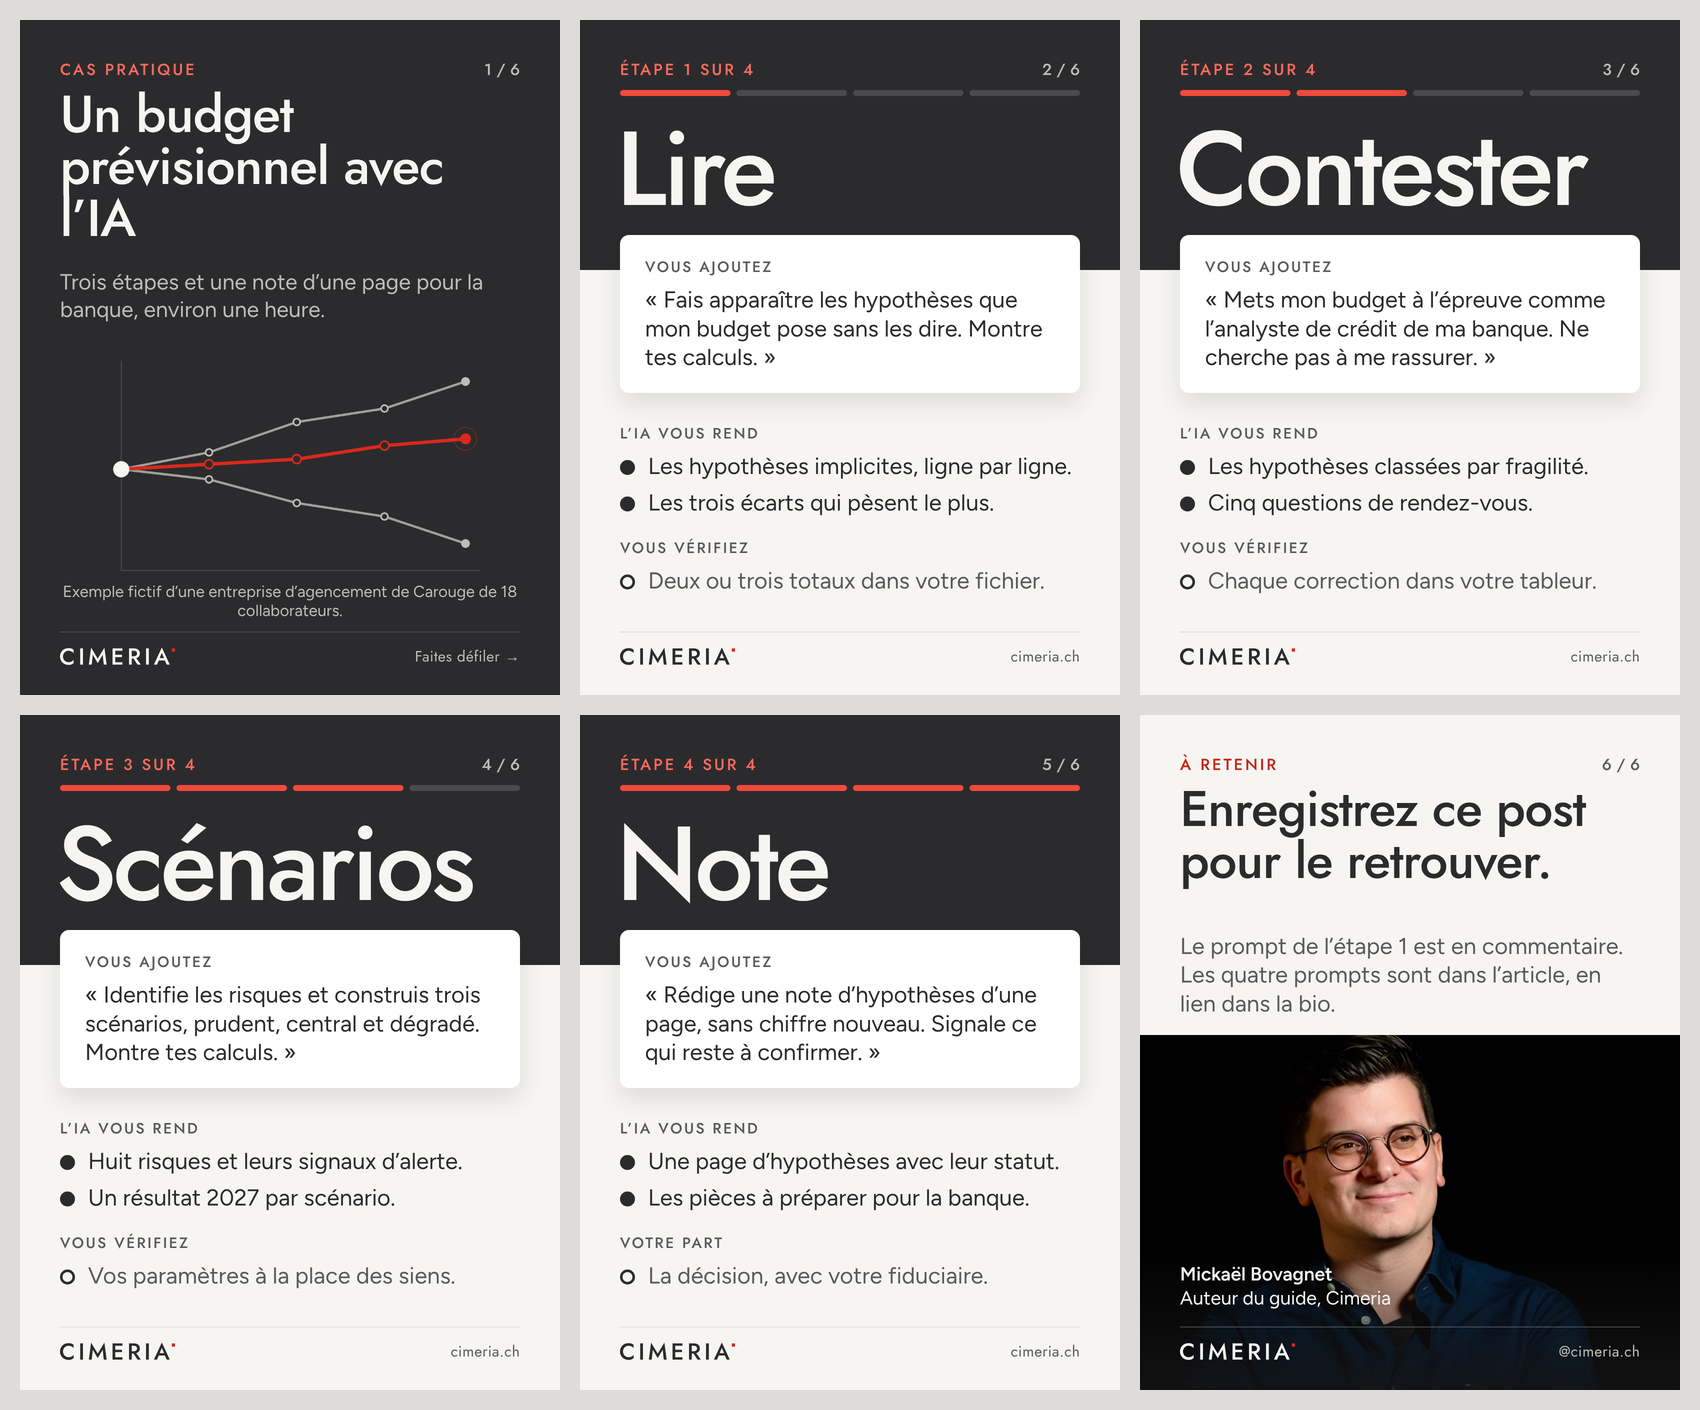 CAS PRATIQUE
1 / 6
Un budget
prévisionnel avec
l’IA
Trois étapes et une note d’une page pour la
banque, environ une heure.
Exemple fictif d’une entreprise d’agencement de Carouge de 18
collaborateurs.
CIMERIA
Faites défiler →
ÉTAPE 1 SUR 4
2 / 6
Lire
VOUS AJOUTEZ
« Fais apparaître les hypothèses que
mon budget pose sans les dire. Montre
tes calculs. »
L’IA VOUS REND
Les hypothèses implicites, ligne par ligne.
Les trois écarts qui pèsent le plus.
VOUS VÉRIFIEZ
Deux ou trois totaux dans votre fichier.
CIMERIA
cimeria.ch
ÉTAPE 2 SUR 4
3 / 6
Contester
VOUS AJOUTEZ
« Mets mon budget à l’épreuve comme
l’analyste de crédit de ma banque. Ne
cherche pas à me rassurer. »
L’IA VOUS REND
Les hypothèses classées par fragilité.
Cinq questions de rendez-vous.
VOUS VÉRIFIEZ
Chaque correction dans votre tableur.
CIMERIA
cimeria.ch
ÉTAPE 3 SUR 4
4 / 6
Scénarios
VOUS AJOUTEZ
« Identifie les risques et construis trois
scénarios, prudent, central et dégradé.
Montre tes calculs. »
L’IA VOUS REND
Huit risques et leurs signaux d’alerte.
Un résultat 2027 par scénario.
VOUS VÉRIFIEZ
Vos paramètres à la place des siens.
CIMERIA
cimeria.ch
ÉTAPE 4 SUR 4
5 / 6
Note
VOUS AJOUTEZ
« Rédige une note d’hypothèses d’une
page, sans chiffre nouveau. Signale ce
qui reste à confirmer. »
L’IA VOUS REND
Une page d’hypothèses avec leur statut.
Les pièces à préparer pour la banque.
VOTRE PART
La décision, avec votre fiduciaire.
CIMERIA
cimeria.ch
À RETENIR
6 / 6
Enregistrez ce post
pour le retrouver.
Le prompt de l’étape 1 est en commentaire.
Les quatre prompts sont dans l’article, en
lien dans la bio.
Mickaël Bovagnet
Auteur du guide, Cimeria
CIMERIA
@cimeria.ch